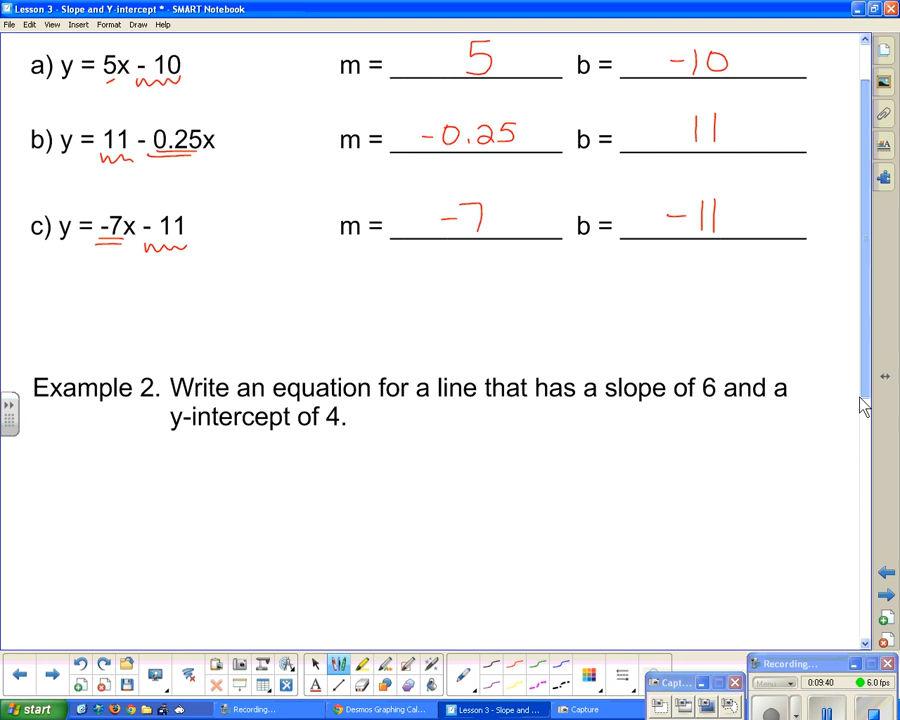 Lesson 3 - Slope and Y-intercept * - SMART Notebook
File Edit View Insert Format Draw Help
a) y = 5x - 10 m = 5 b = -10
b) y = 11 - 0.25x m = -0.25 b = 11
c) y = -7x - 11 m = -7 b = -11
Example 2. Write an equation for a line that has a slope of 6 and a
y-intercept of 4.
Recording...
Menu 0:09:40 6.0 fps
Capt...
start Recording... Desmos Graphing Cal... Lesson 3 - Slope and ... Capture